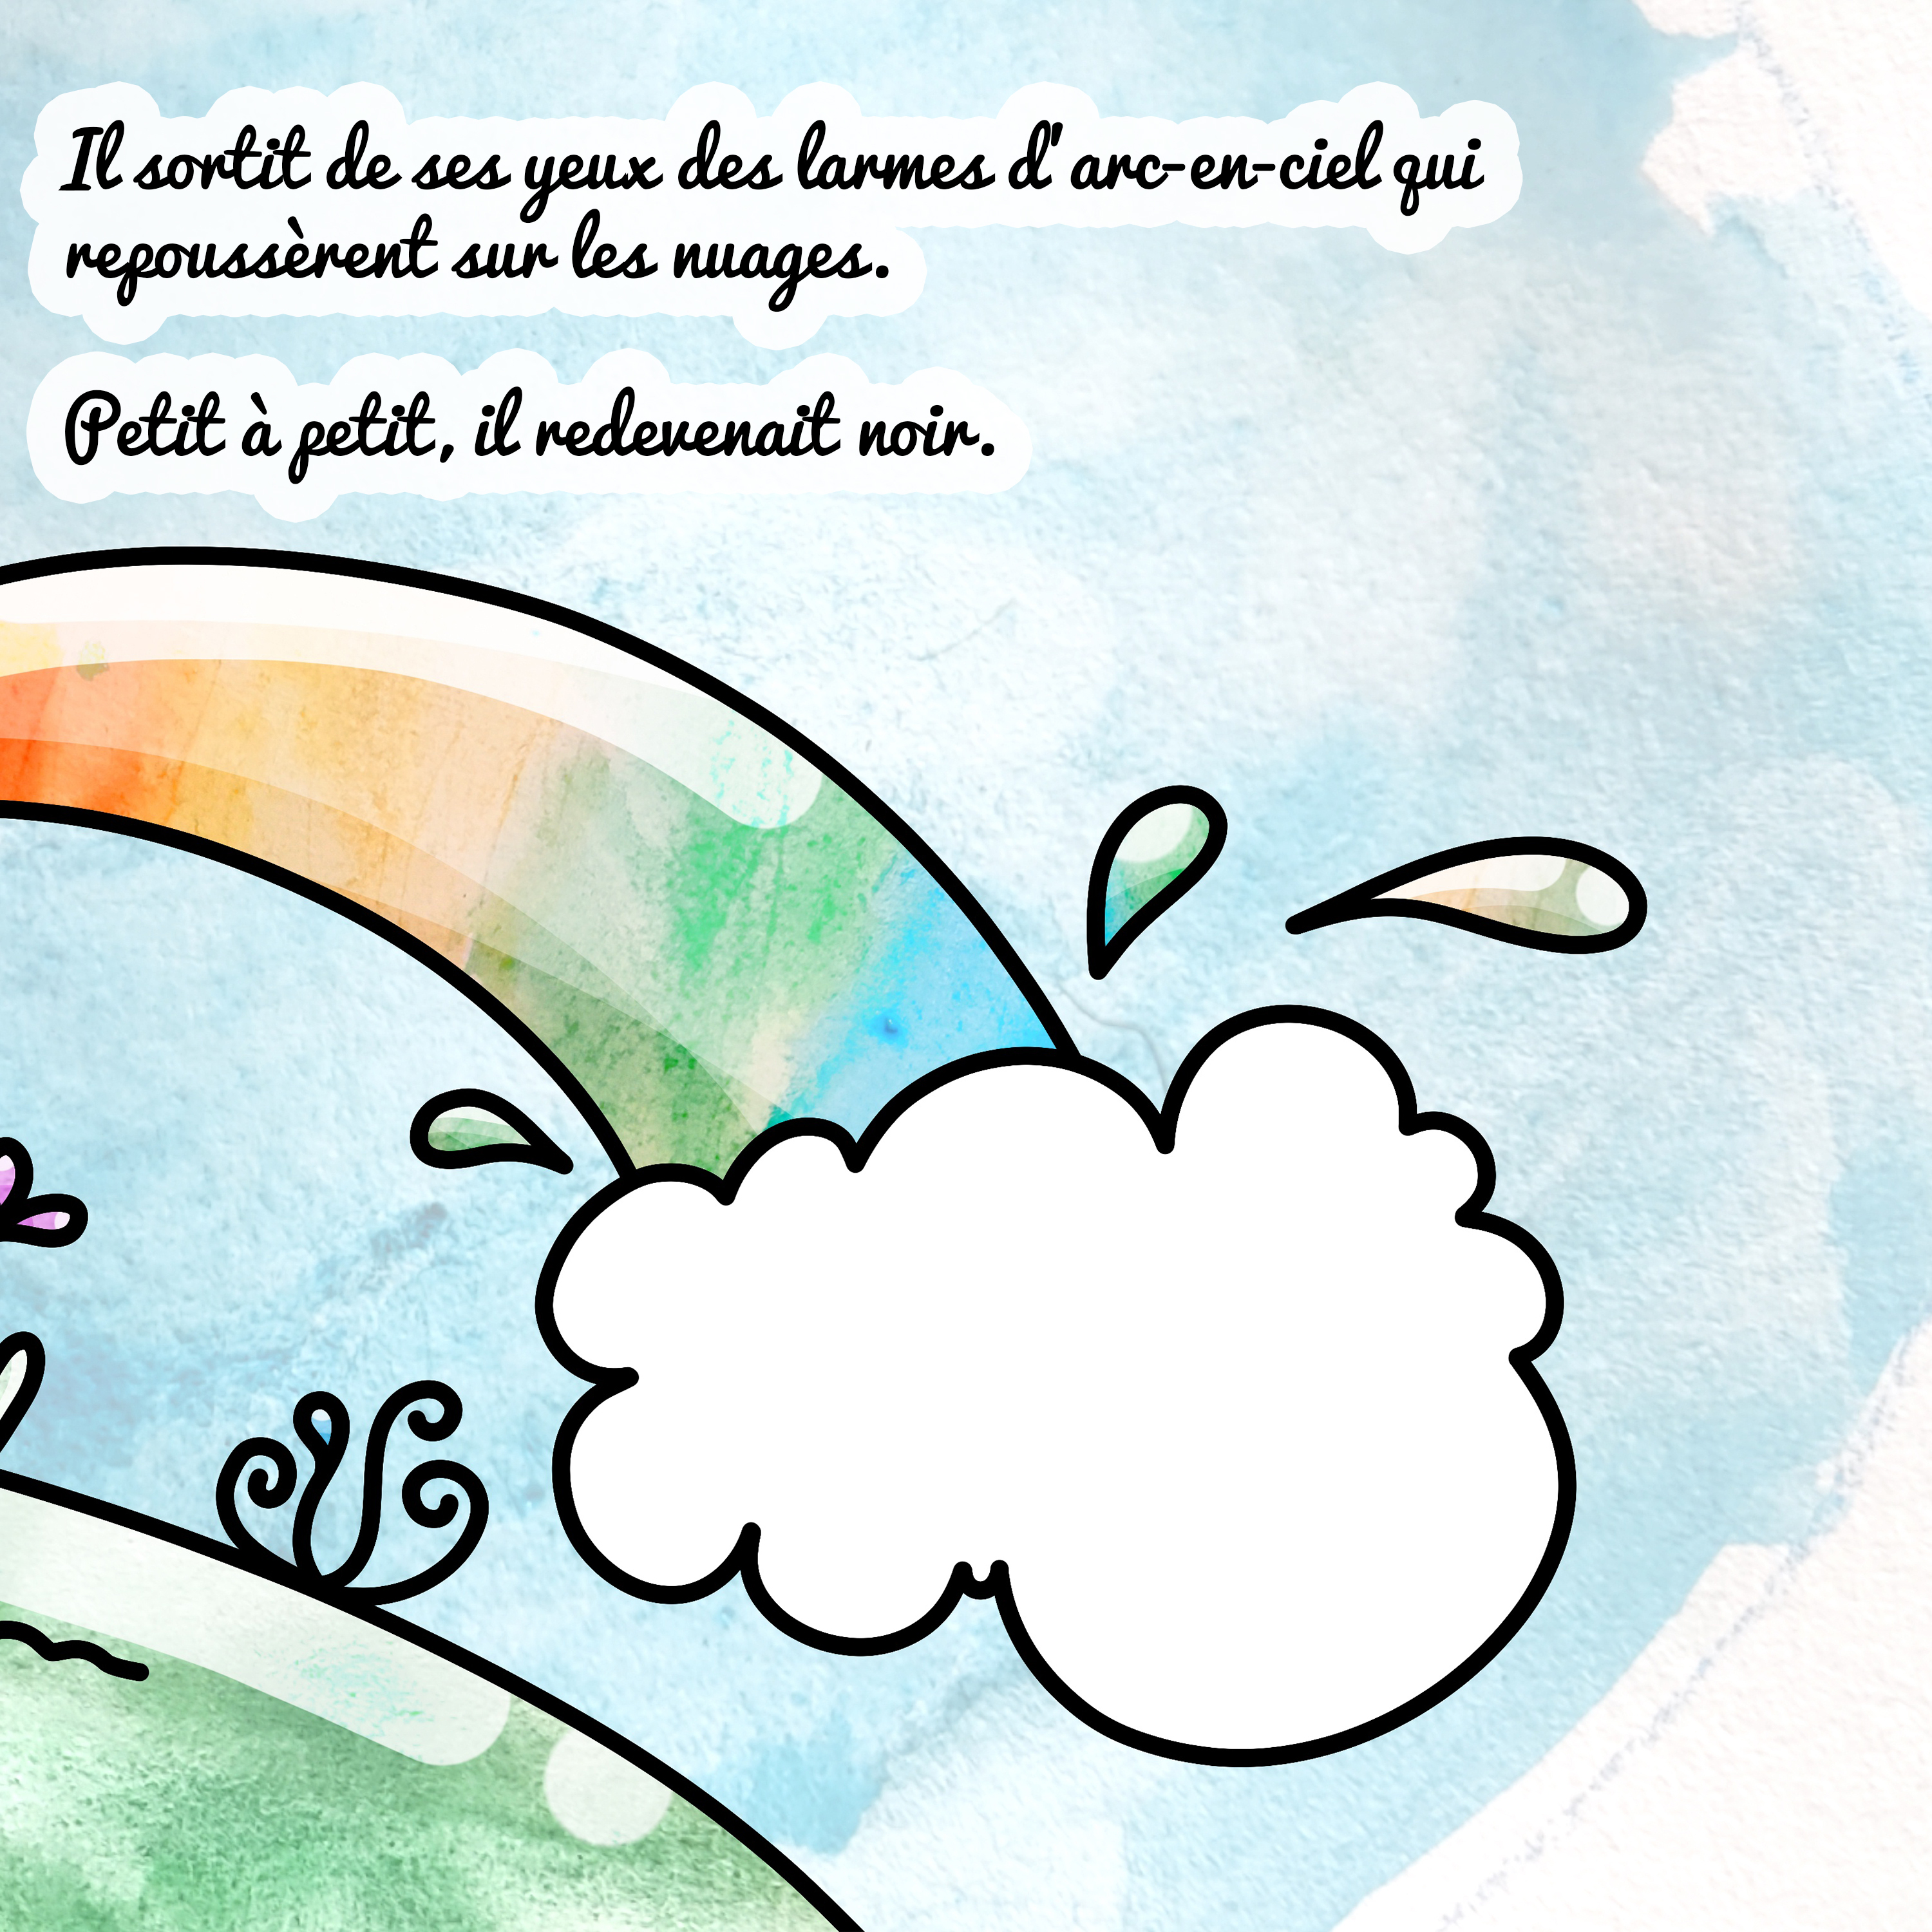 Il sortit de ses yeux des larmes d'arc-en-ciel qui
repoussèrent sur les nuages.
Petit à petit, il redevenait noir.